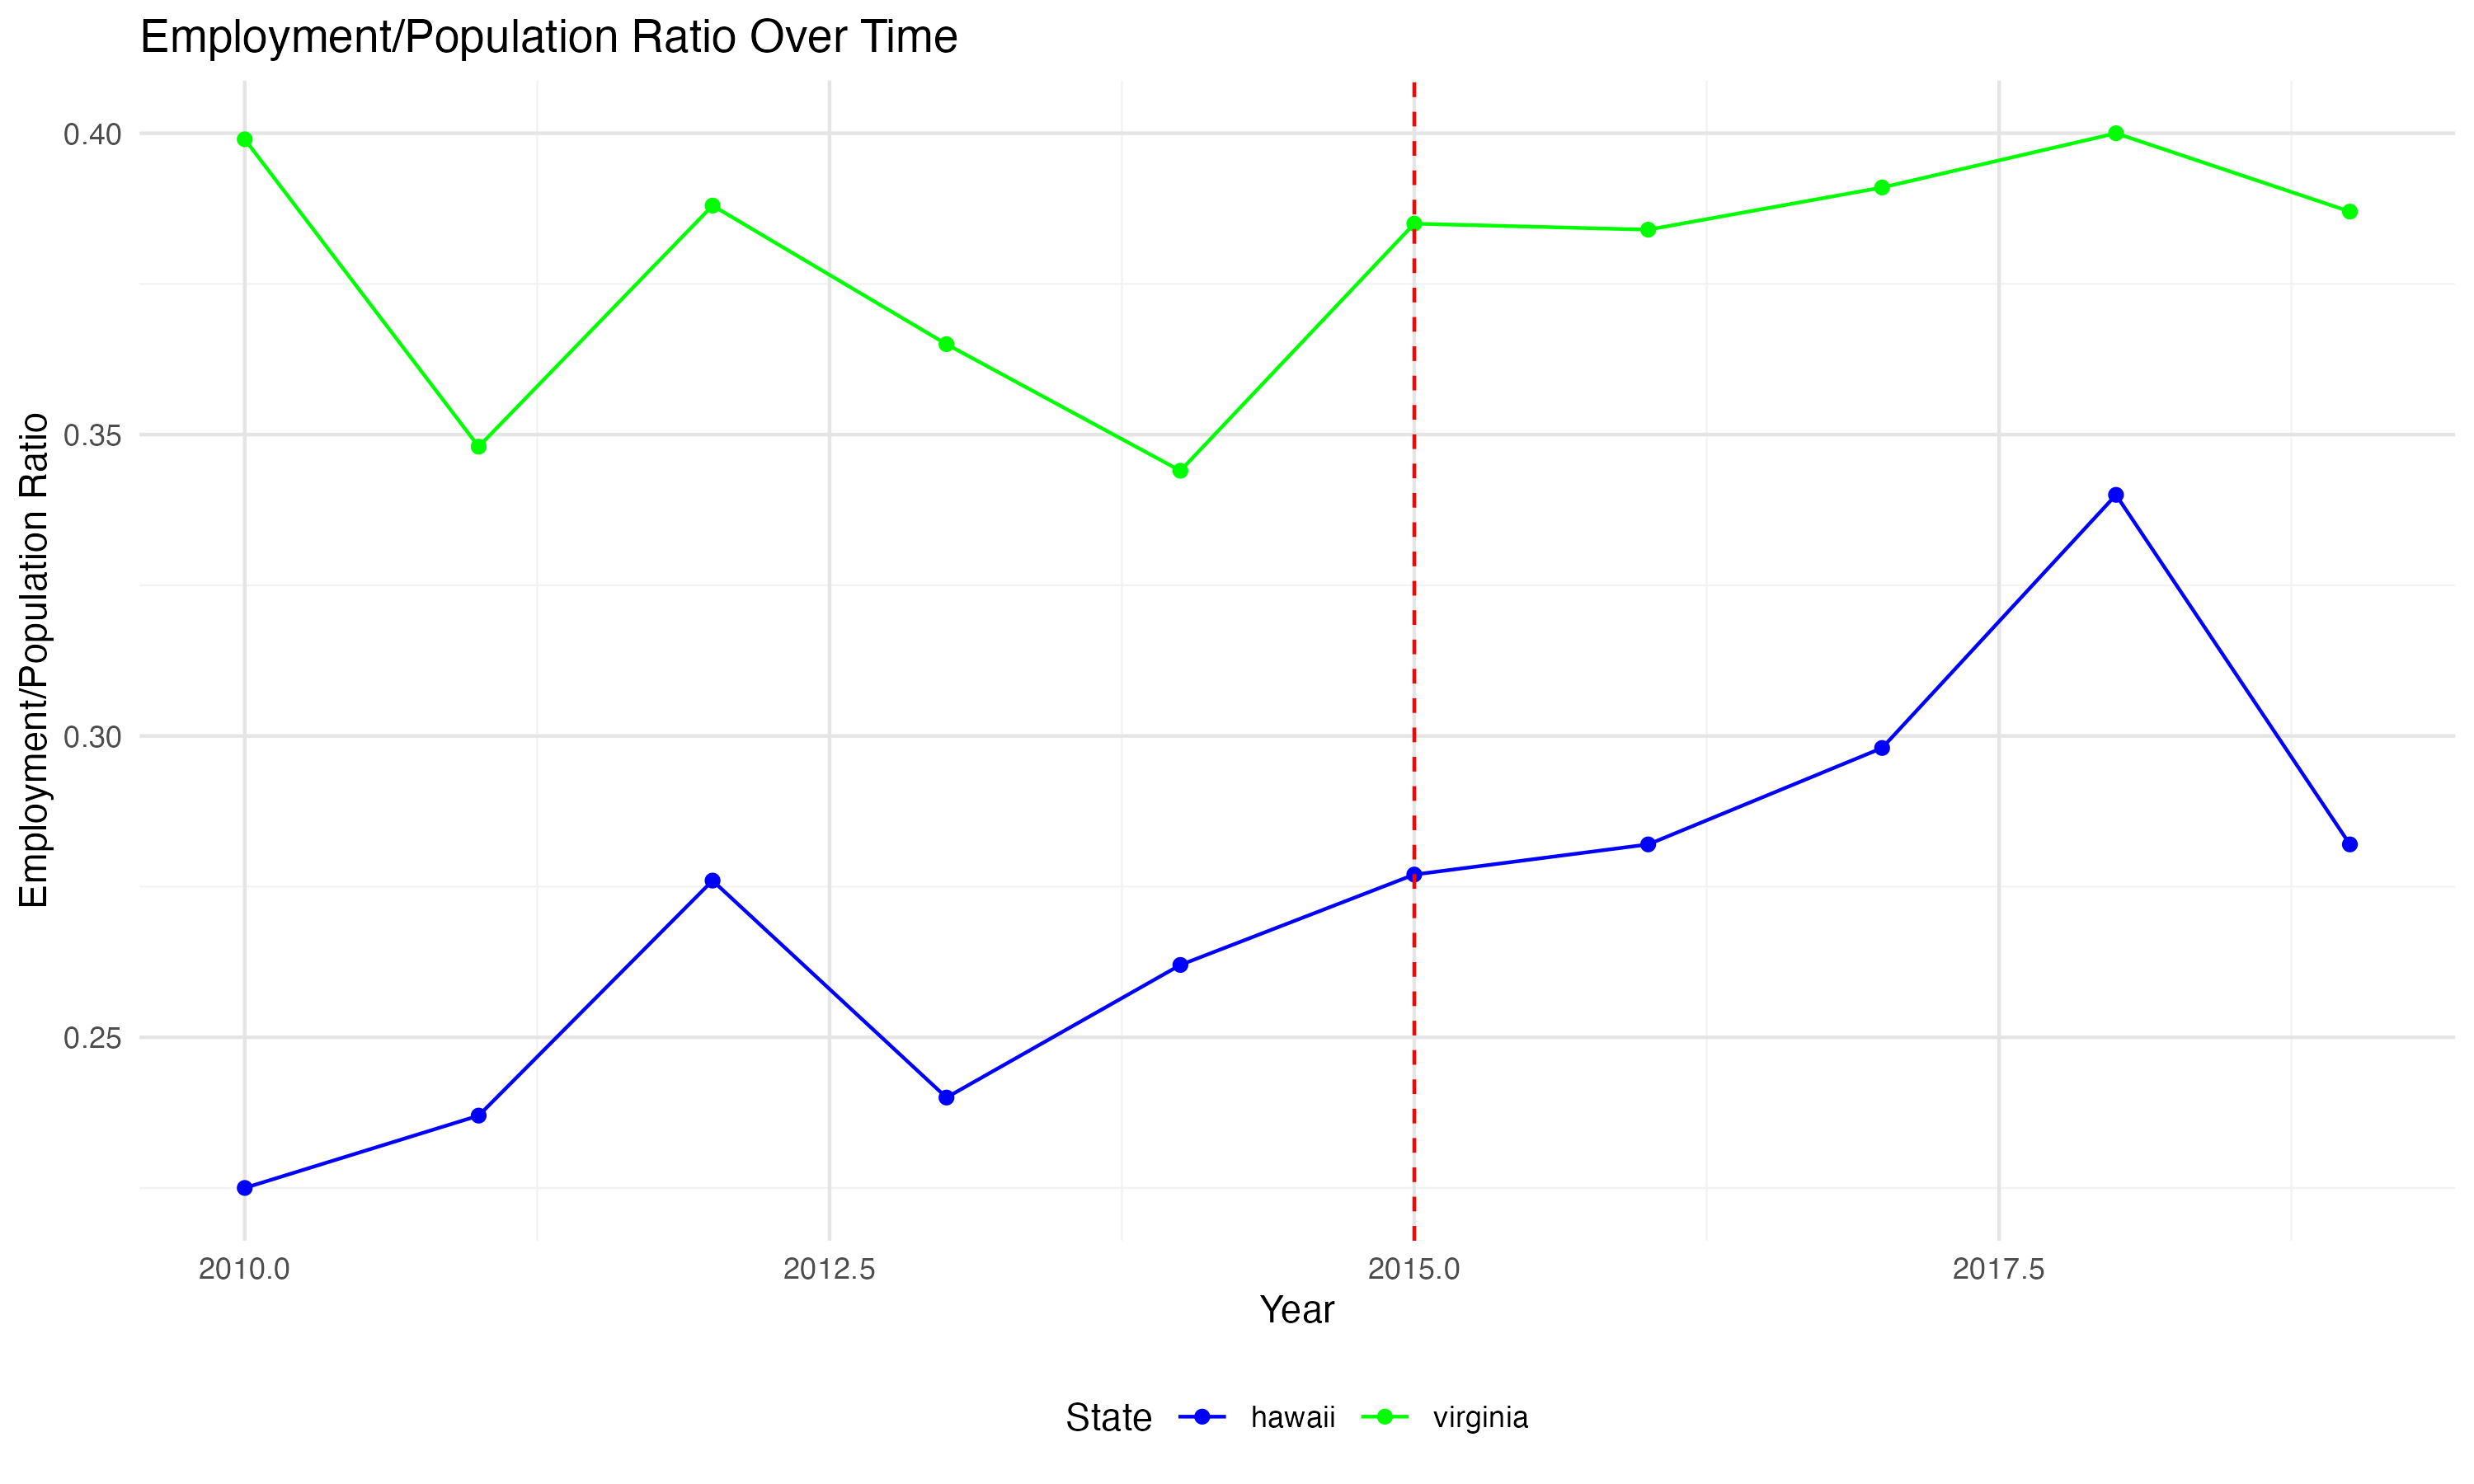 Employment/Population Ratio Over Time
Employment/Population Ratio
0.40
0.35
0.30
0.25
2010.0 2012.5 2015.0 2017.5
Year
State hawaii virginia